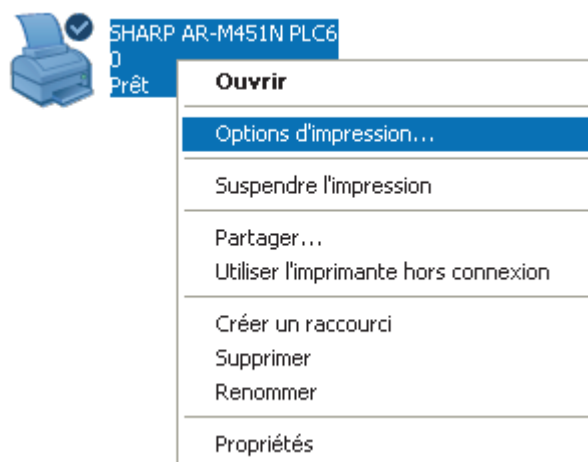 SHARP AR-M451N PLC6
0
Prêt
Ouvrir
Options d'impression...
Suspendre l'impression
Partager...
Utiliser l'imprimante hors connexion
Créer un raccourci
Supprimer
Renommer
Propriétés